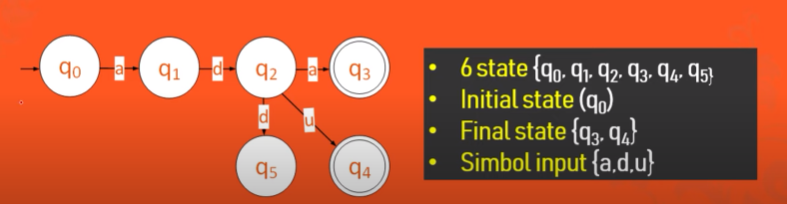 q0 a q1 d q2 a q3
d u
q5 q4
• 6 state {q0, q1, q2, q3, q4, q5}
• Initial state (q0)
• Final state {q3, q4}
• Simbol input {a,d,u}